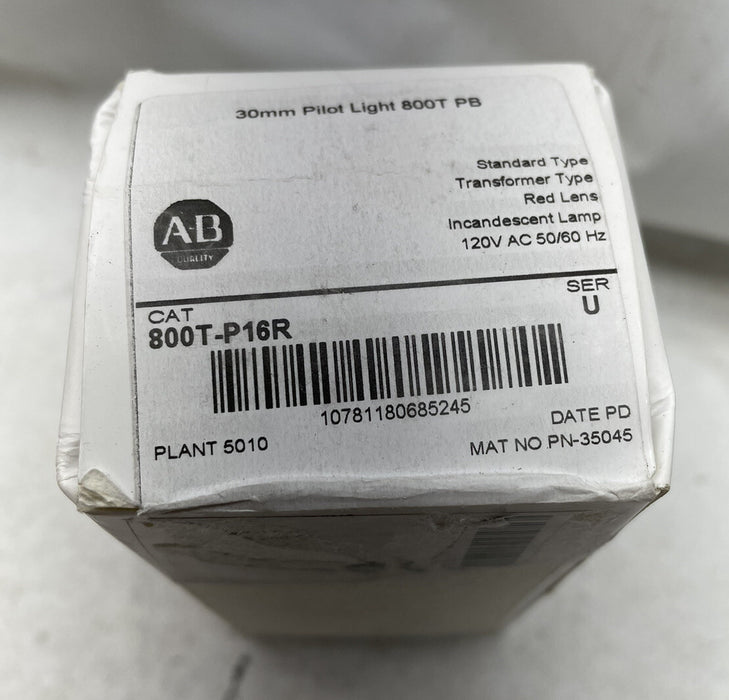 30mm Pilot Light 800T PB
Standard Type
Transformer Type
Red Lens
Incandescent Lamp
120V AC 50/60 Hz
A-B
QUALITY
CAT
800T-P16R
SER
U
10781180685245
PLANT 5010
DATE PD
MAT NO PN-35045